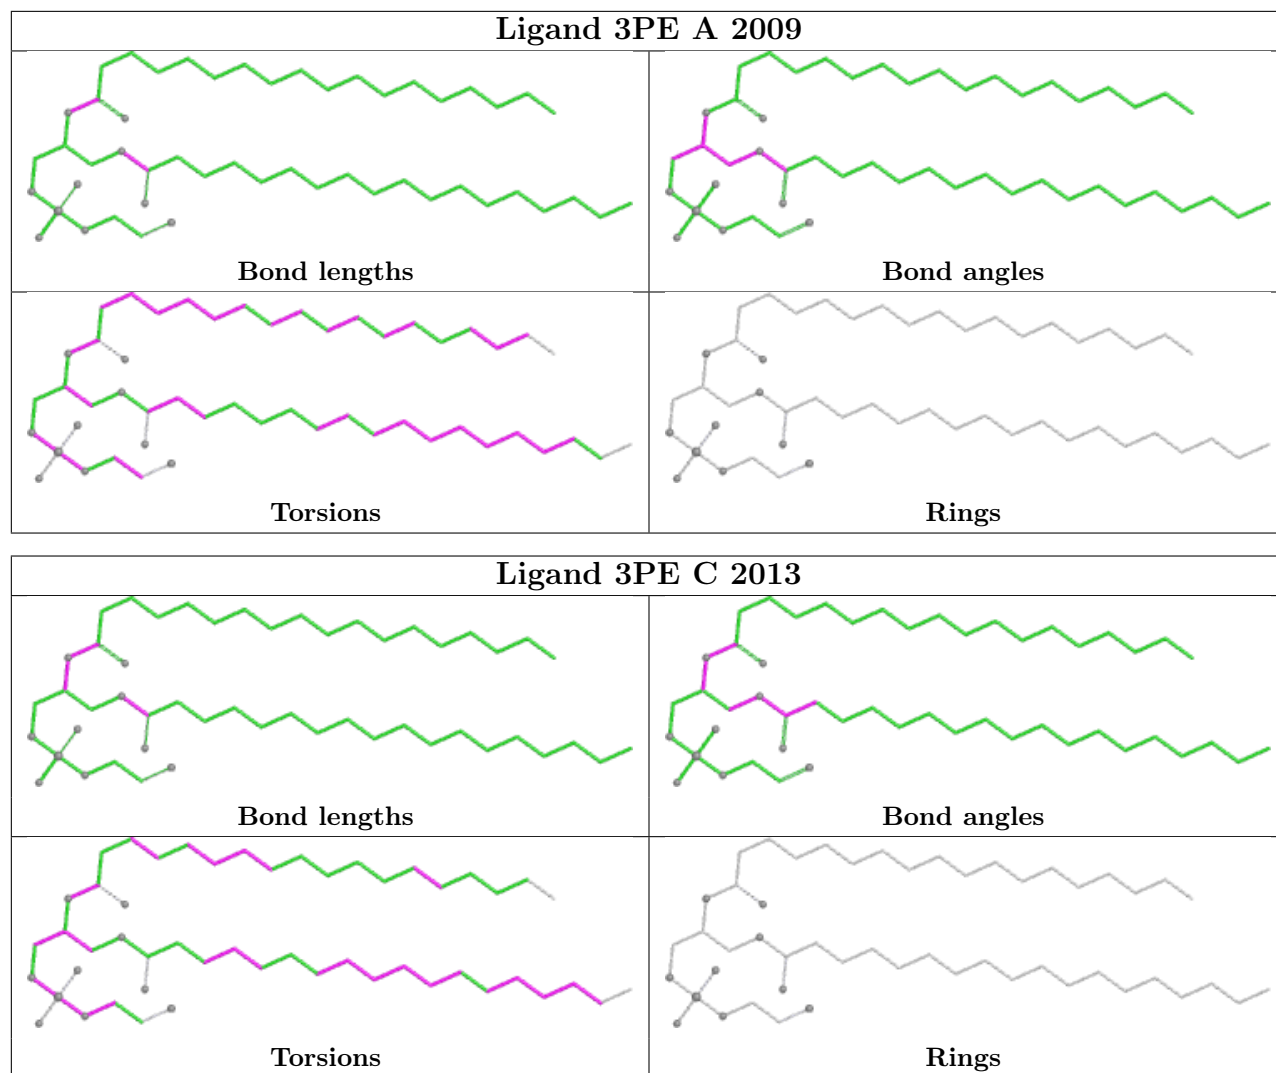 Ligand 3PE A 2009
Bond lengths
Bond angles
Torsions
Rings
Ligand 3PE C 2013
Bond lengths
Bond angles
Torsions
Rings